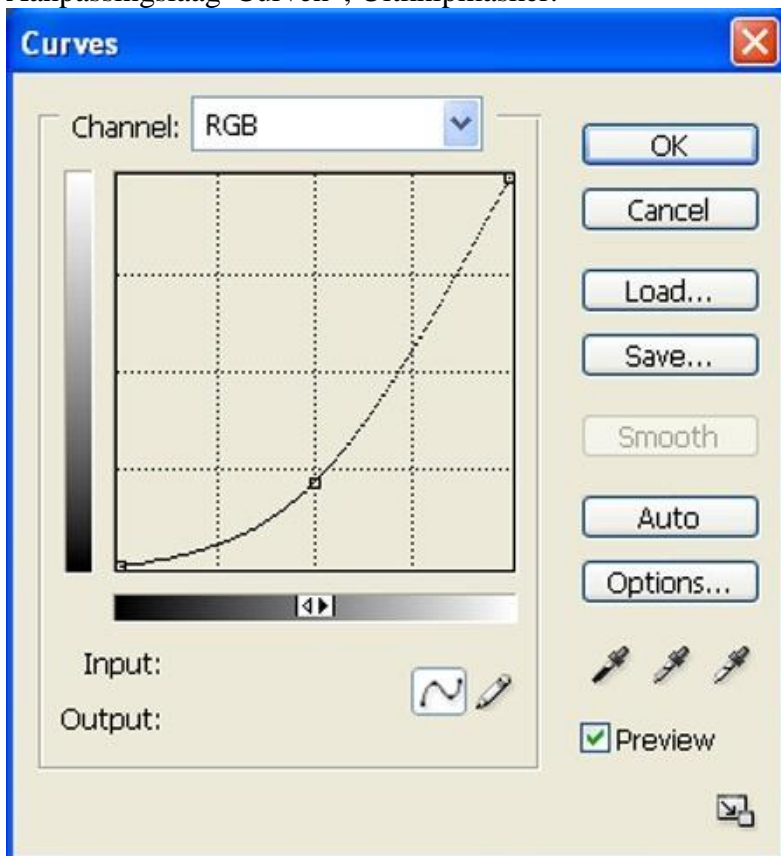 Curves
Channel: RGB
OK
Cancel
Load...
Save...
Smooth
Auto
Options...
Input:
Output:
Preview